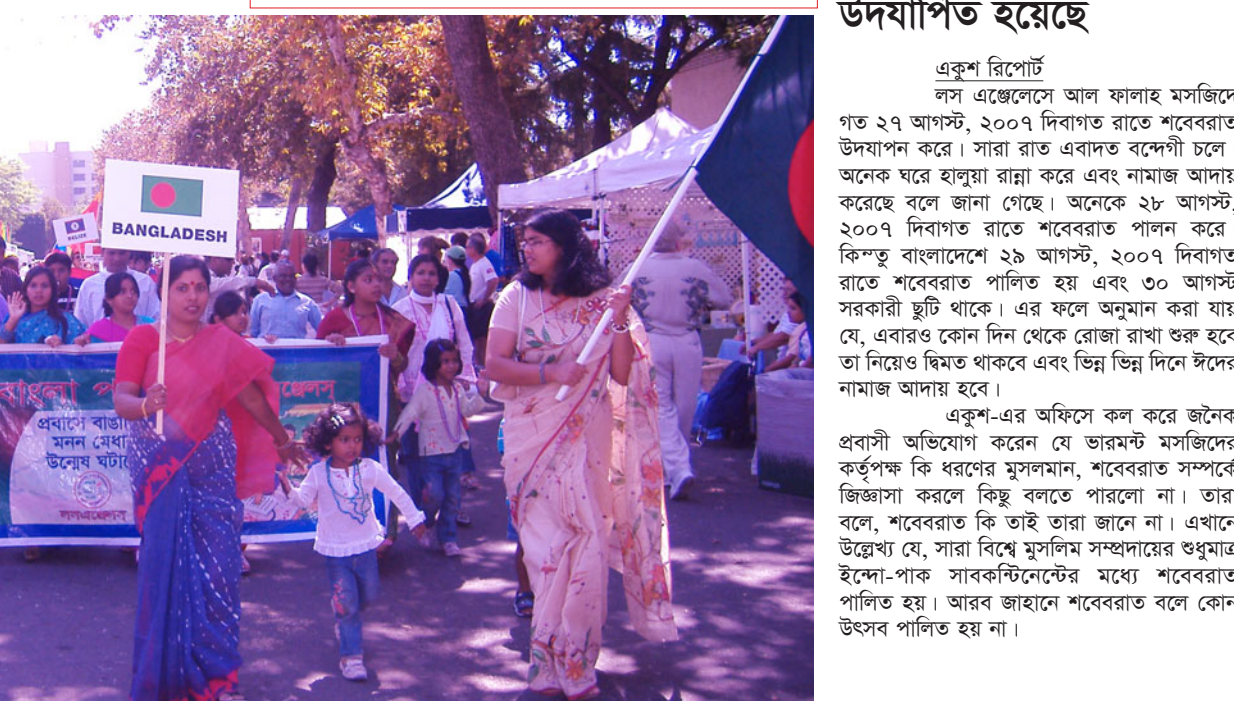 BELIZE
BANGLADESH
বাংলা
প্রবাসে
মনন মেধা
উন্মেষ
উদযাপিত হয়েছে
একুশ রিপোর্ট
লস এঞ্জেলেসে আল ফালাহ মসজিদে
গত ২৭ আগস্ট, ২০০৭ দিবাগত রাতে শবেবরাত
উদযাপন করে। সারা রাত এবাদত বন্দেগী চলে
অনেক ঘরে হালুয়া রান্না করে এবং নামাজ আদায়
করেছে বলে জানা গেছে। অনেকে ২৮ আগস্ট,
২০০৭ দিবাগত রাতে শবেবরাত পালন করে
কিন্তু বাংলাদেশে ২৯ আগস্ট, ২০০৭ দিবাগত
রাতে শবেবরাত পালিত হয় এবং ৩০ আগস্ট
সরকারী ছুটি থাকে। এর ফলে অনুমান করা যায়
যে, এবারও কোন দিন থেকে রোজা রাখা শুরু হবে
তা নিয়েও দ্বিমত থাকবে এবং ভিন্ন ভিন্ন দিনে ঈদের
নামাজ আদায় হবে।
একুশ-এর অফিসে কল করে জনৈক
প্রবাসী অভিযোগ করেন যে ভারমন্ট মসজিদের
কর্তৃপক্ষ কি ধরণের মুসলমান, শবেবরাত সম্পর্কে
জিজ্ঞাসা করলে কিছু বলতে পারলো না। তারা
বলে, শবেবরাত কি তাই তারা জানে না। এখানে
উল্লেখ্য যে, সারা বিশ্বে মুসলিম সম্প্রদায়ের শুধুমাত্র
ইন্দো-পাক সাবকন্টিনেন্টের মধ্যে শবেবরাত
পালিত হয়। আরব জাহানে শবেবরাত বলে কোন
উৎসব পালিত হয় না।